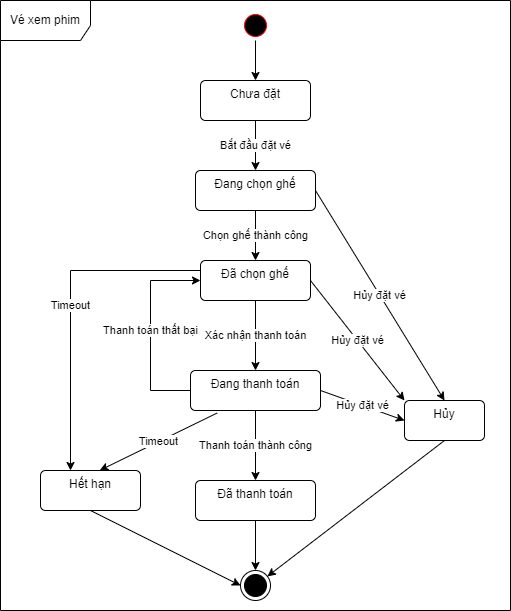 Vé xem phim
Chưa đặt
Bắt đầu đặt vé
Đang chọn ghế
Chọn ghế thành công
Hủy đặt vé
Đã chọn ghế
Timeout
Thanh toán thất bại
Xác nhận thanh toán
Hủy đặt vé
Đang thanh toán
Hủy đặt vé
Hủy
Timeout
Thanh toán thành công
Hết hạn
Đã thanh toán